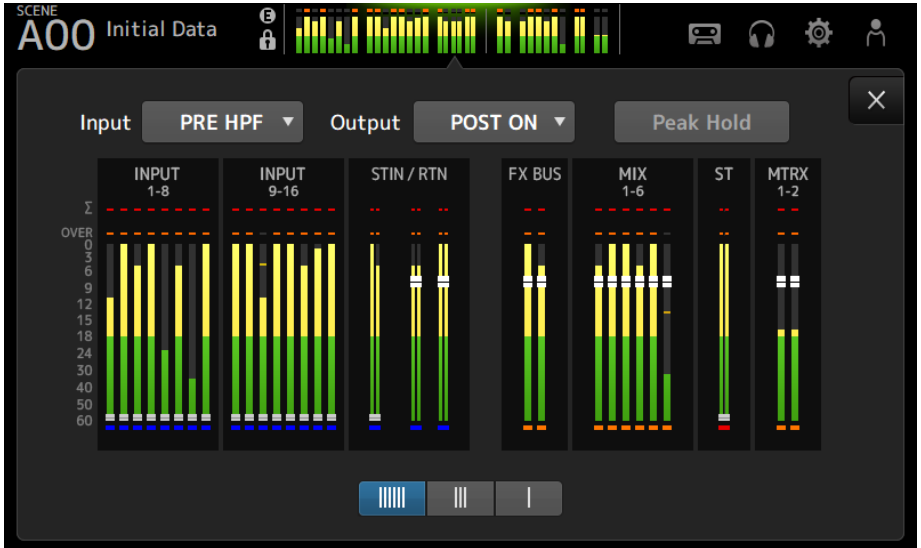 SCENE
A00 Initial Data
E
Input PRE HPF Output POST ON Peak Hold
INPUT
1-8
INPUT
9-16
STIN / RTN
FX BUS
MIX
1-6
ST
MTRX
1-2
Σ
OVER
0
3
6
9
12
15
18
24
30
40
50
60